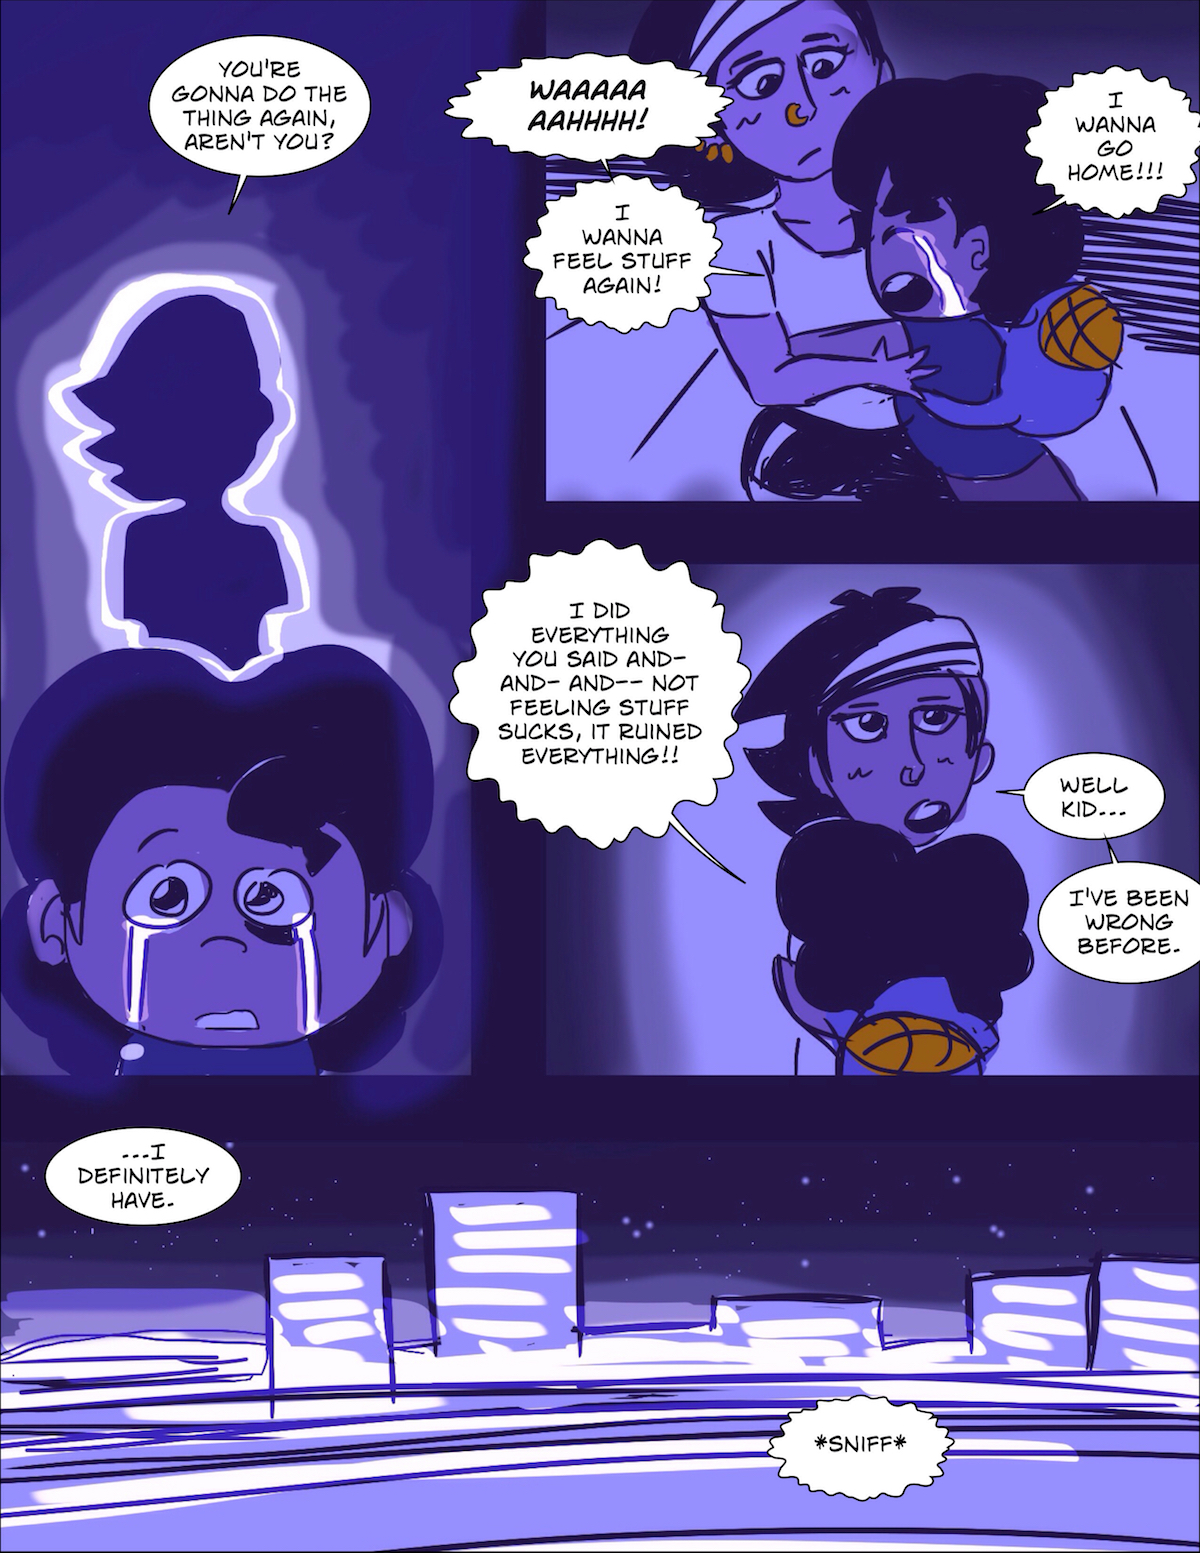 YOU'RE
GONNA DO THE
THING AGAIN,
AREN'T YOU?
WAAAAA
AAHHHH!
I
WANNA
FEEL STUFF
AGAIN!
I
WANNA
GO
HOME!!!
I DID
EVERYTHING
YOU SAID AND-
AND- AND-- NOT
FEELING STUFF
SUCKS, IT RUINED
EVERYTHING!!
WELL
KID...
I'VE BEEN
WRONG
BEFORE.
...I
DEFINITELY
HAVE.
*SNIFF*